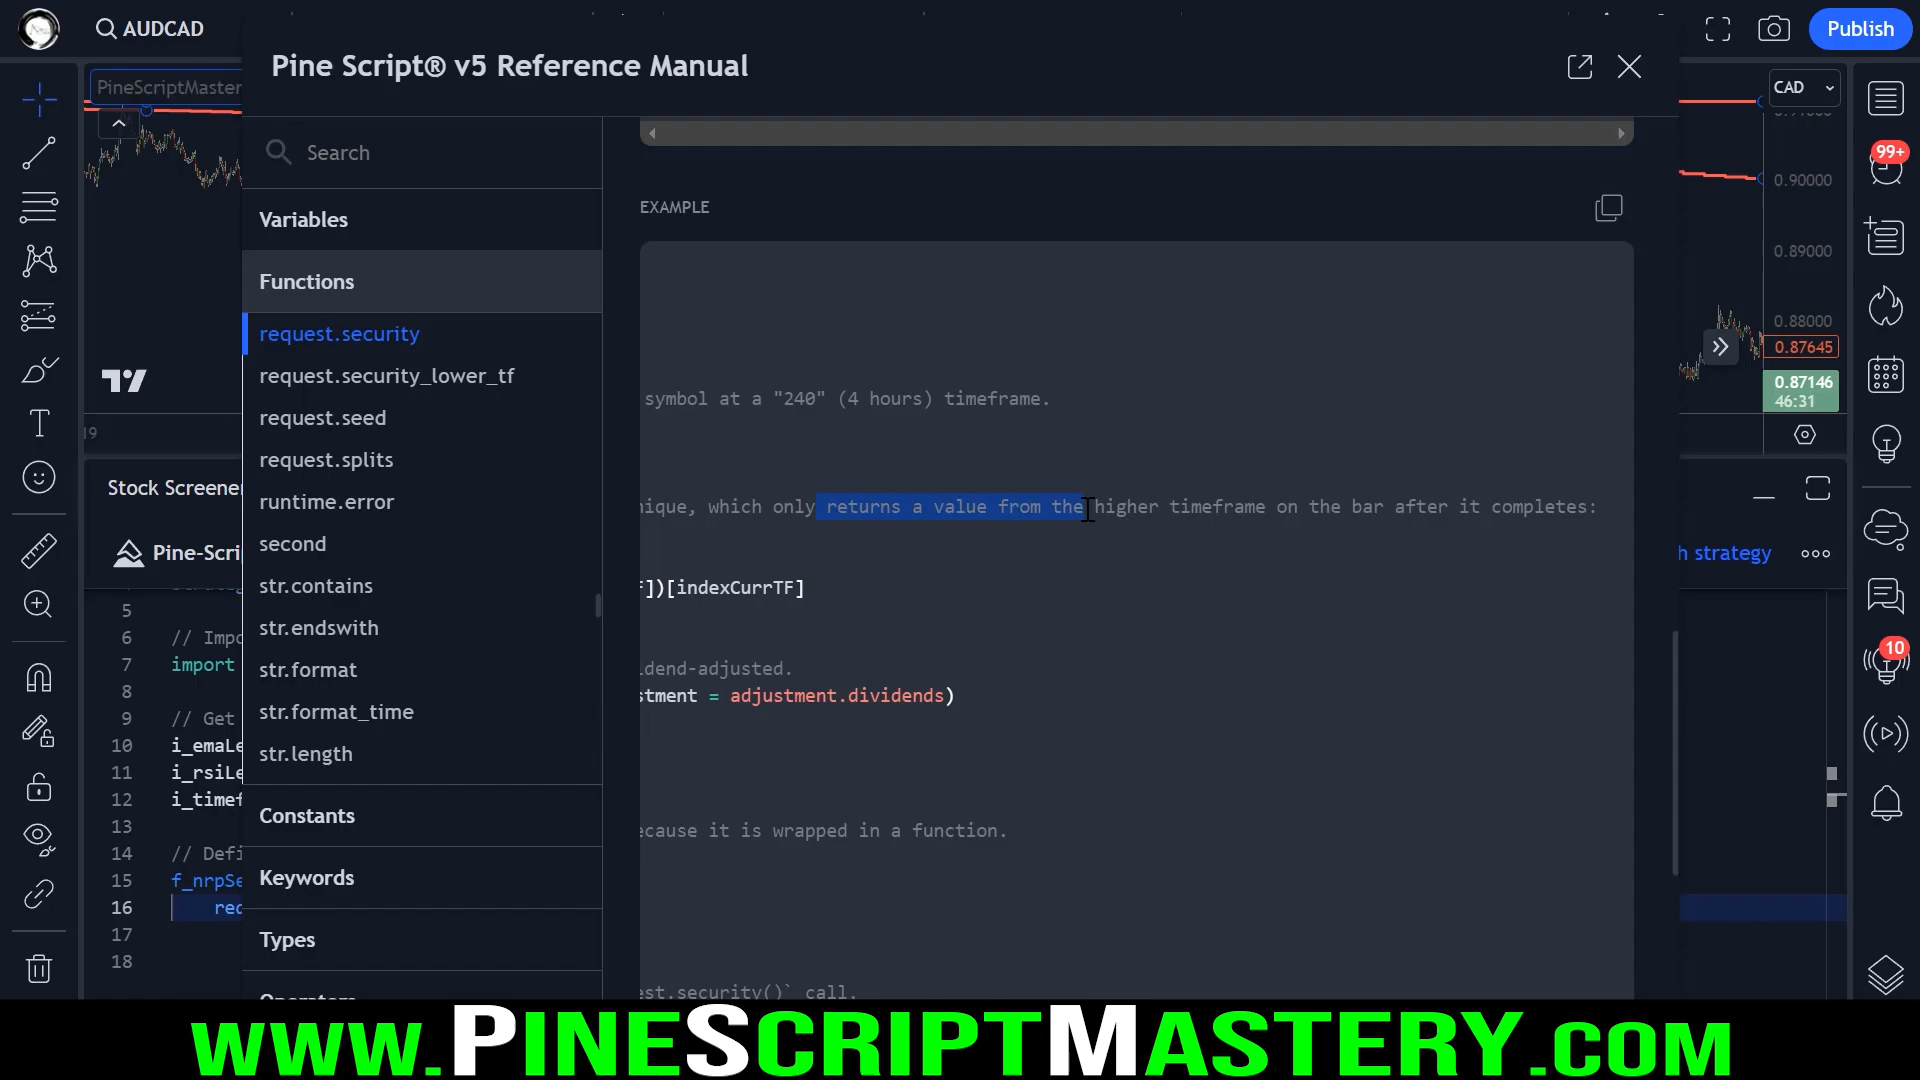 AUDCAD
Pine Script® v5 Reference Manual
Publish
PineScriptMaster
CAD
Search
EXAMPLE
Variables
Functions
request.security
request.security_lower_tf
request.seed
request.splits
runtime.error
second
str.contains
str.endswith
str.format
str.format_time
str.length
Constants
Keywords
Types
symbol at a "240" (4 hours) timeframe.
nique, which only returns a value from the higher timeframe on the bar after it completes:
F])[indexCurrTF]
idend-adjusted.
stment = adjustment.dividends)
ecause it is wrapped in a function.
est.security()` call.
99+
0.90000
0.89000
0.88000
0.87645
0.87146
46:31
10
19
Stock Screener
Pine-Scri
h strategy
5
6 // Impo
7 import
8
9 // Get
10 i_emaLe
11 i_rsiLe
12 i_timef
13
14 // Defi
15 f_nrpSe
16 req
17
18
www.PineScriptMastery.com